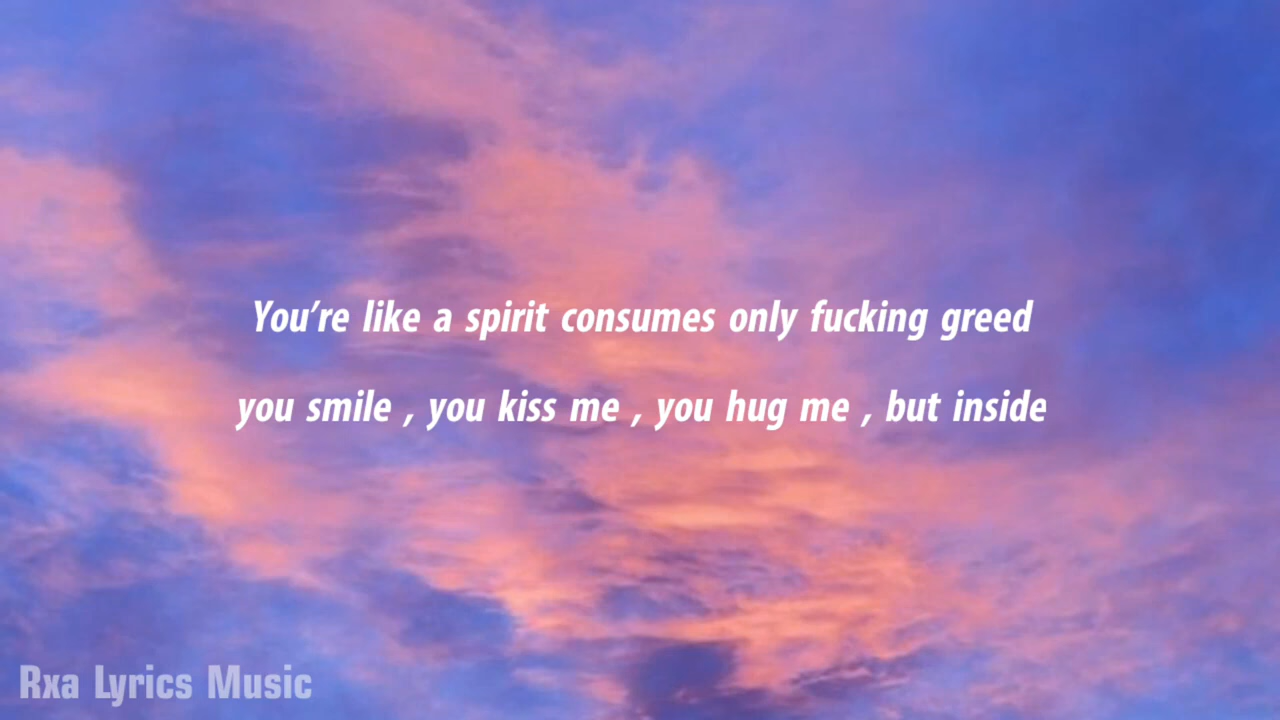 You’re like a spirit consumes only fucking greed
you smile , you kiss me , you hug me , but inside
Rxa Lyrics Music